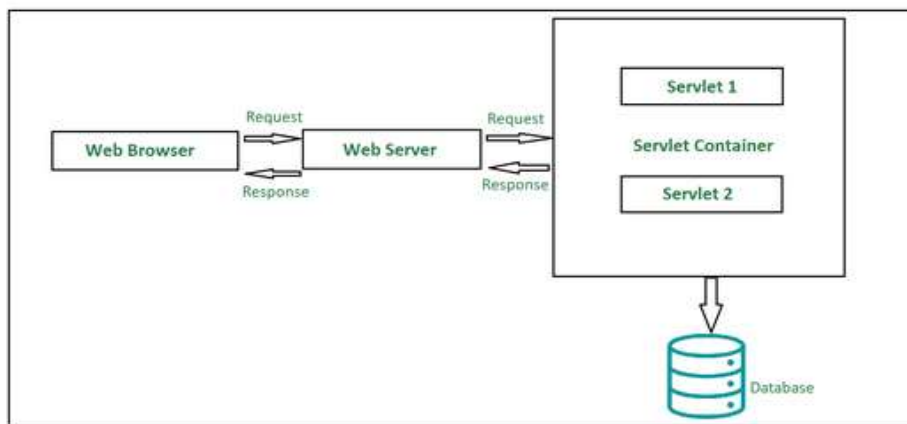 Servlet 1
Request
Request
Web Browser
Web Server
Servlet Container
Response
Response
Servlet 2
Database